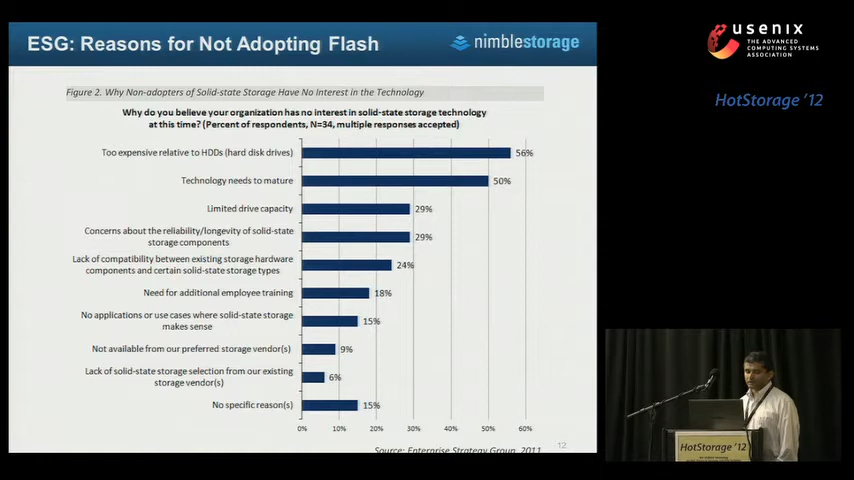 ESG: Reasons for Not Adopting Flash
nimblestorage
usenix
THE ADVANCED
COMPUTING SYSTEMS
ASSOCIATION
HotStorage '12
Figure 2. Why Non-adopters of Solid-state Storage Have No Interest in the Technology
Why do you believe your organization has no interest in solid-state storage technology
at this time? (Percent of respondents, N=34, multiple responses accepted)
Too expensive relative to HDDs (hard disk drives)
56%
Technology needs to mature
50%
Limited drive capacity
29%
Concerns about the reliability/longevity of solid-state
storage components
29%
Lack of compatibility between existing storage hardware
components and certain solid-state storage types
24%
Need for additional employee training
18%
No applications or use cases where solid-state storage
makes sense
15%
Not available from our preferred storage vendor(s)
9%
Lack of solid-state storage selection from our existing
storage vendor(s)
6%
No specific reason(s)
15%
0% 10% 20% 30% 40% 50% 60%
Source: Enterprise Strategy Group, 2011
12
HotStorage '12